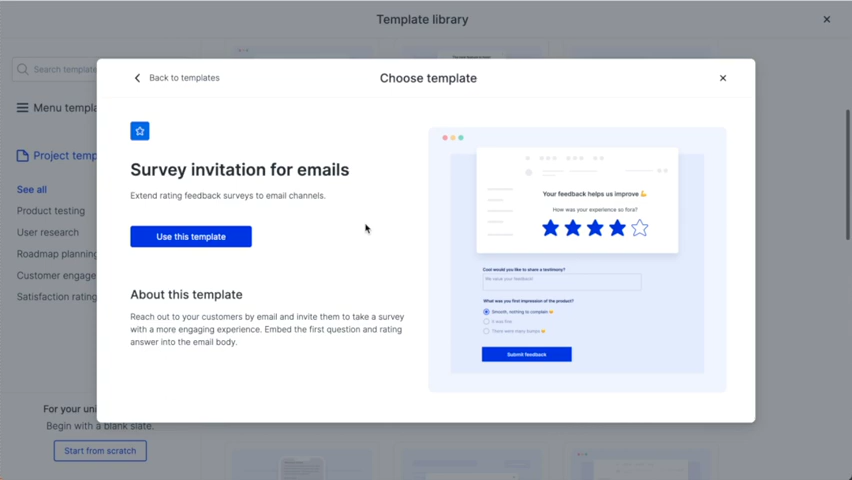 Template library
Search template
Menu templa
Project temp
See all
Product testing
User research
Roadmap planning
Customer engage
Satisfaction rating
For your uni
Begin with a blank slate.
Start from scratch
Back to templates
Choose template
Survey invitation for emails
Extend rating feedback surveys to email channels.
Use this template
About this template
Reach out to your customers by email and invite them to take a survey
with a more engaging experience. Embed the first question and rating
answer into the email body.
Your feedback helps us improve 💪
How was your experience so fora?
Coul would you like to share a testimony?
We value your feedback!
What was you first impression of the product?
Smooth, nothing to complain
It was fine
There were many bumps
Submit feedback